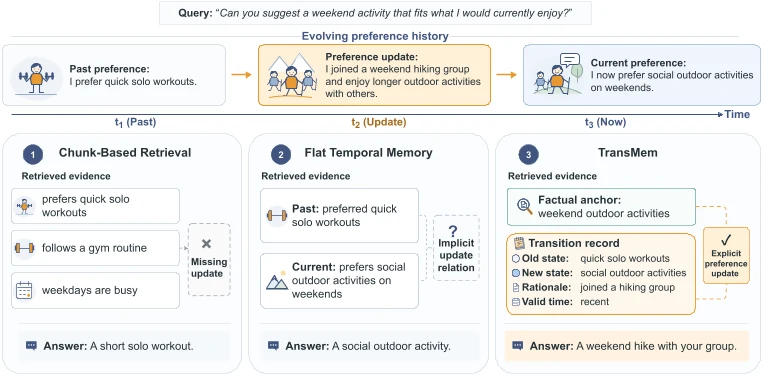 Query: “Can you suggest a weekend activity that fits what I would currently enjoy?”
Evolving preference history
Past preference:
I prefer quick solo workouts.
Preference update:
I joined a weekend hiking group
and enjoy longer outdoor activities
with others.
Current preference:
I now prefer social outdoor activities
on weekends.
Time
t1 (Past)
t2 (Update)
t3 (Now)
1 Chunk-Based Retrieval
Retrieved evidence
prefers quick solo
workouts
follows a gym routine
weekdays are busy
Missing
update
Answer: A short solo workout.
2 Flat Temporal Memory
Retrieved evidence
Past: preferred quick
solo workouts
Current: prefers social
outdoor activities on
weekends
?
Implicit
update
relation
Answer: A social outdoor activity.
3 TransMem
Retrieved evidence
Factual anchor:
weekend outdoor activities
Transition record
Old state: quick solo workouts
New state: social outdoor activities
Rationale: joined a hiking group
Valid time: recent
Explicit
preference
update
Answer: A weekend hike with your group.